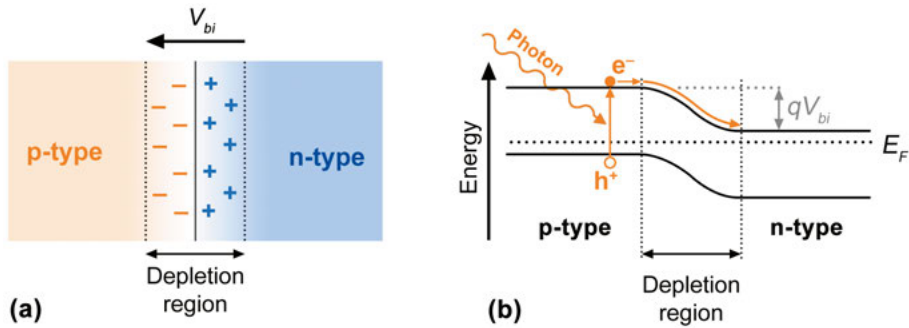 V_bi
p-type
n-type
Depletion
region
(a)
Photon
e⁻
qV_bi
E_F
Energy
h⁺
p-type
n-type
Depletion
region
(b)